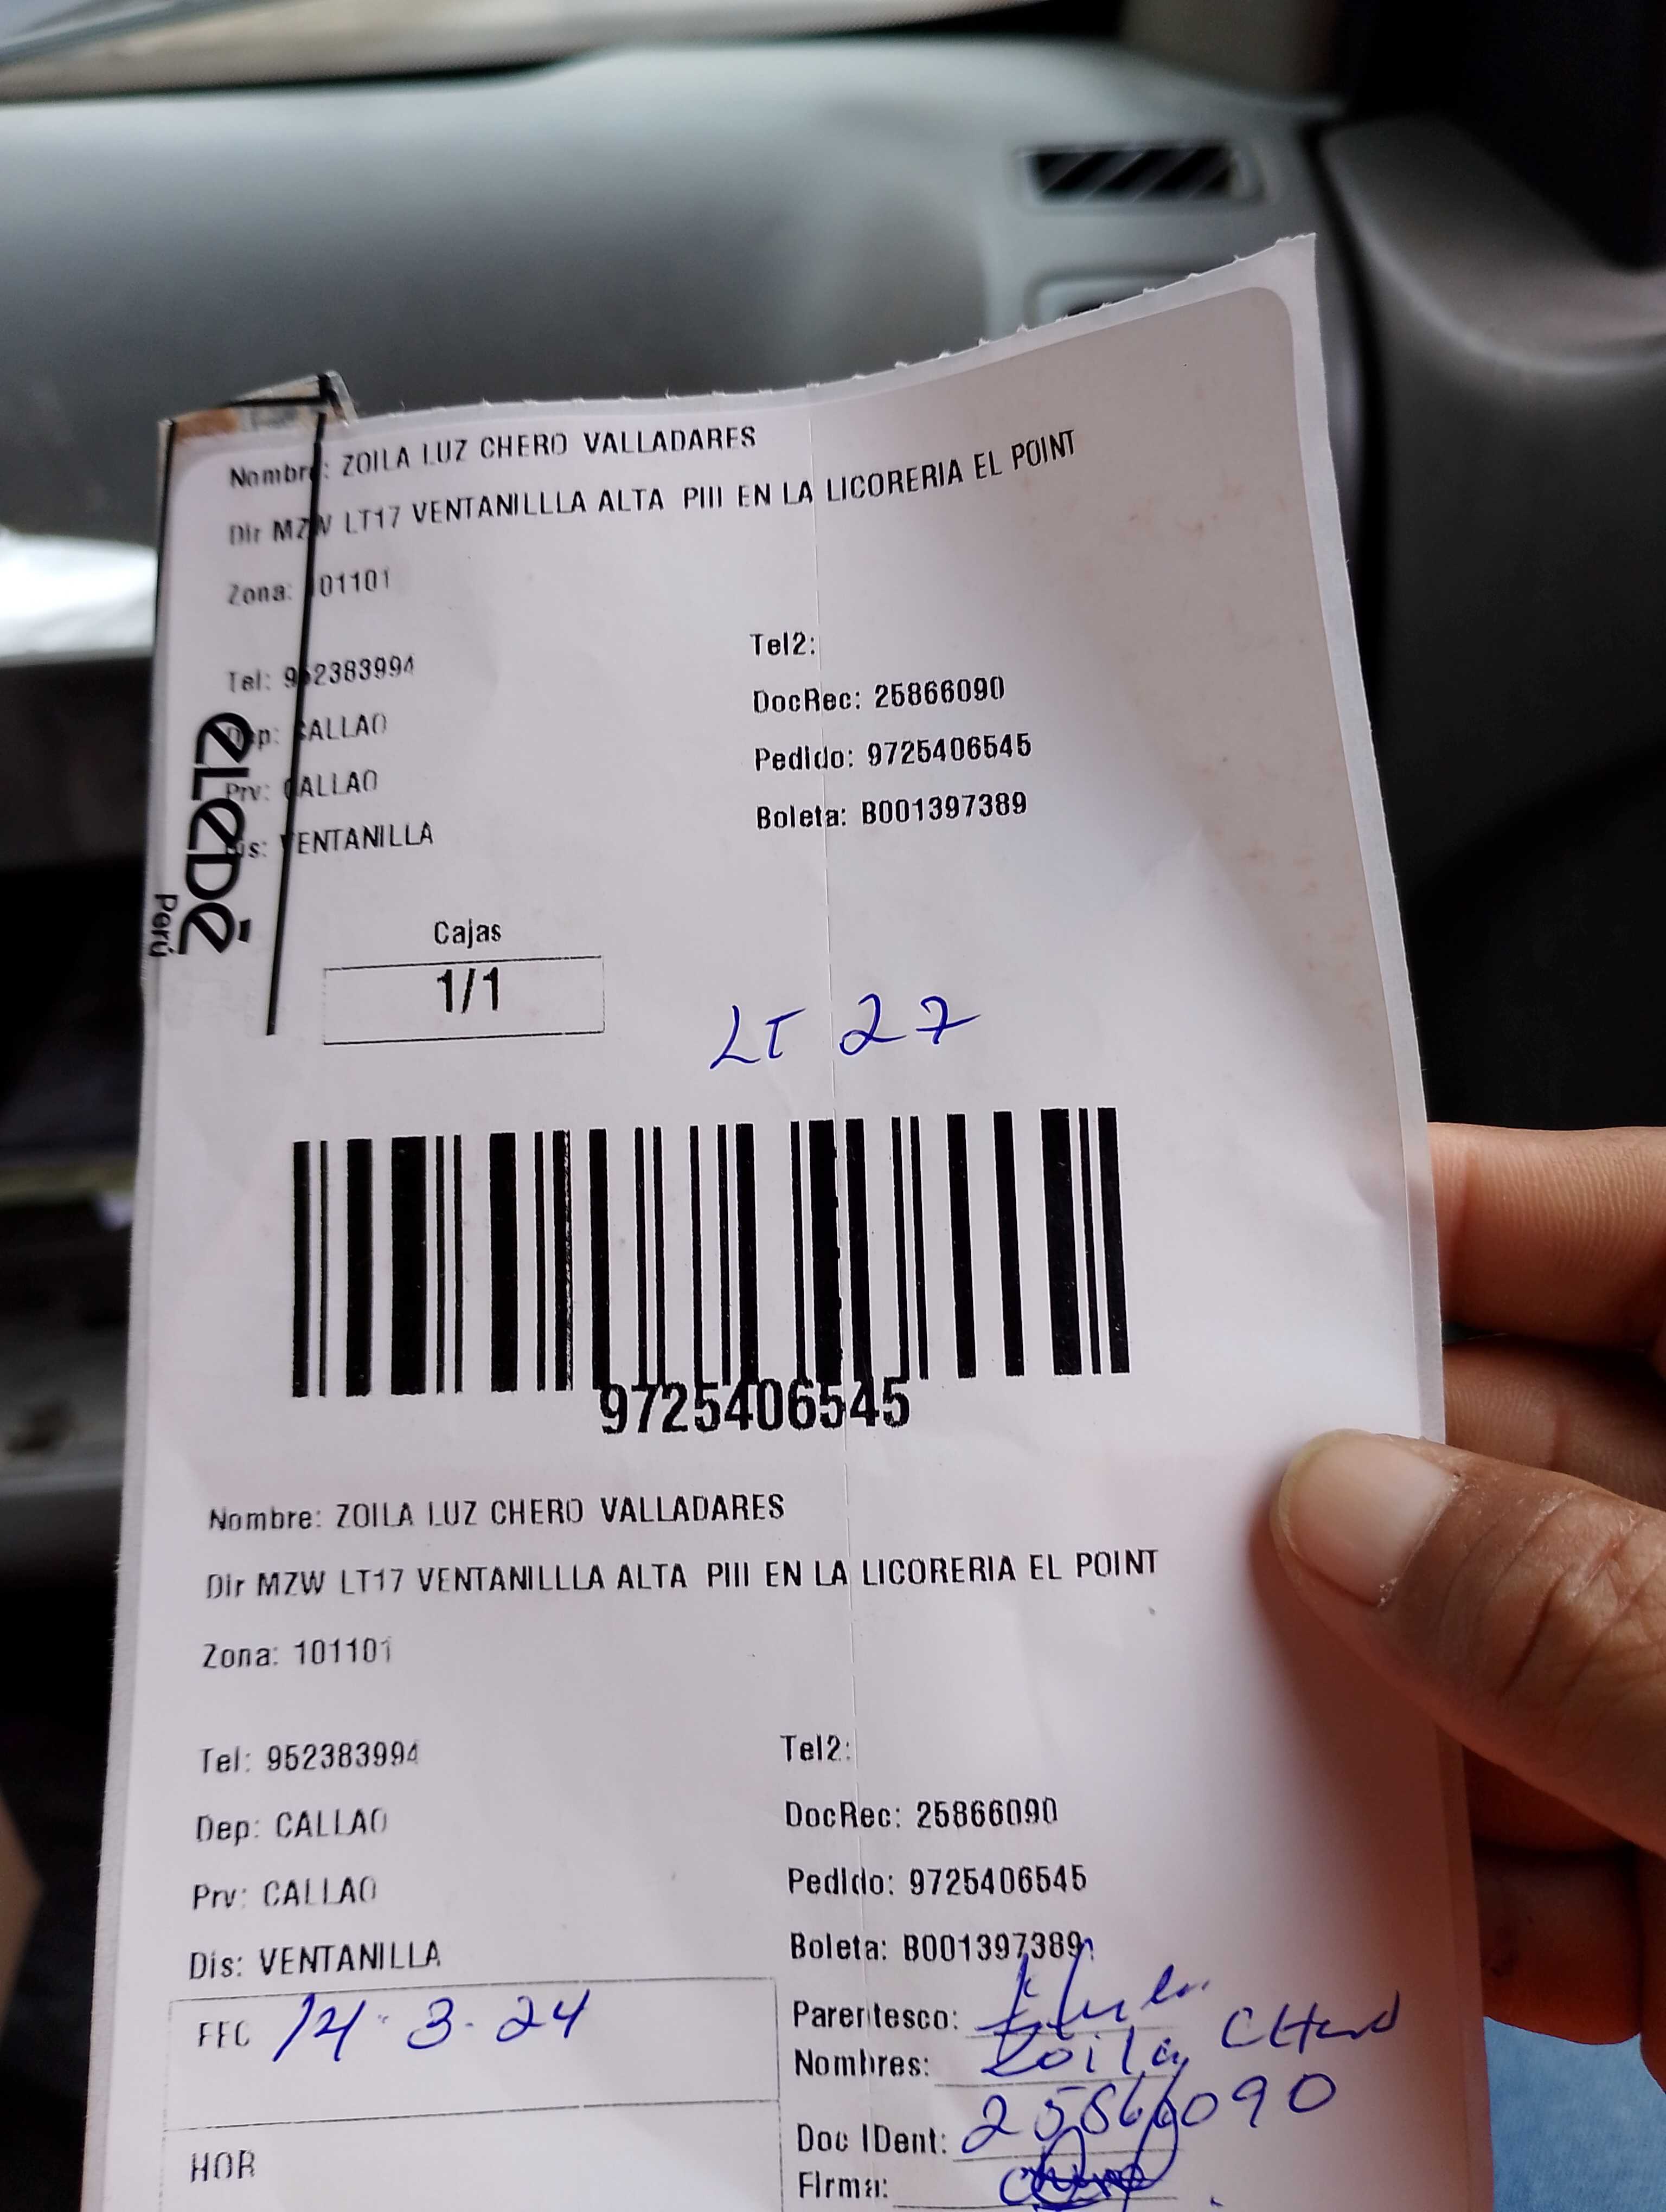 Nombre: ZOILA LUZ CHERO VALLADARES
Dir MZW LT17 VENTANILLLA ALTA PIII EN LA LICORERIA EL POINT
Zona: 101101
Tel: 952383994
Tel2:
DocRec: 25866090
Dep: CALLAO
Pedido: 9725406545
Prv: CALLAO
Boleta: B001397389
Dis: VENTANILLA
eLeDē
Perú
Cajas
1/1
LT 27
9725406545
Nombre: ZOILA LUZ CHERO VALLADARES
Dir MZW LT17 VENTANILLLA ALTA PIII EN LA LICORERIA EL POINT
Zona: 101101
Tel: 952383994
Tel2:
Dep: CALLAO
DocRec: 25866090
Prv: CALLAO
Pedido: 9725406545
Dis: VENTANILLA
Boleta: B001397389
FFC 14-3-24
Parentesco:
Nombres: Zoila CHero
Doc IDent: 25866090
HOR
Firma: